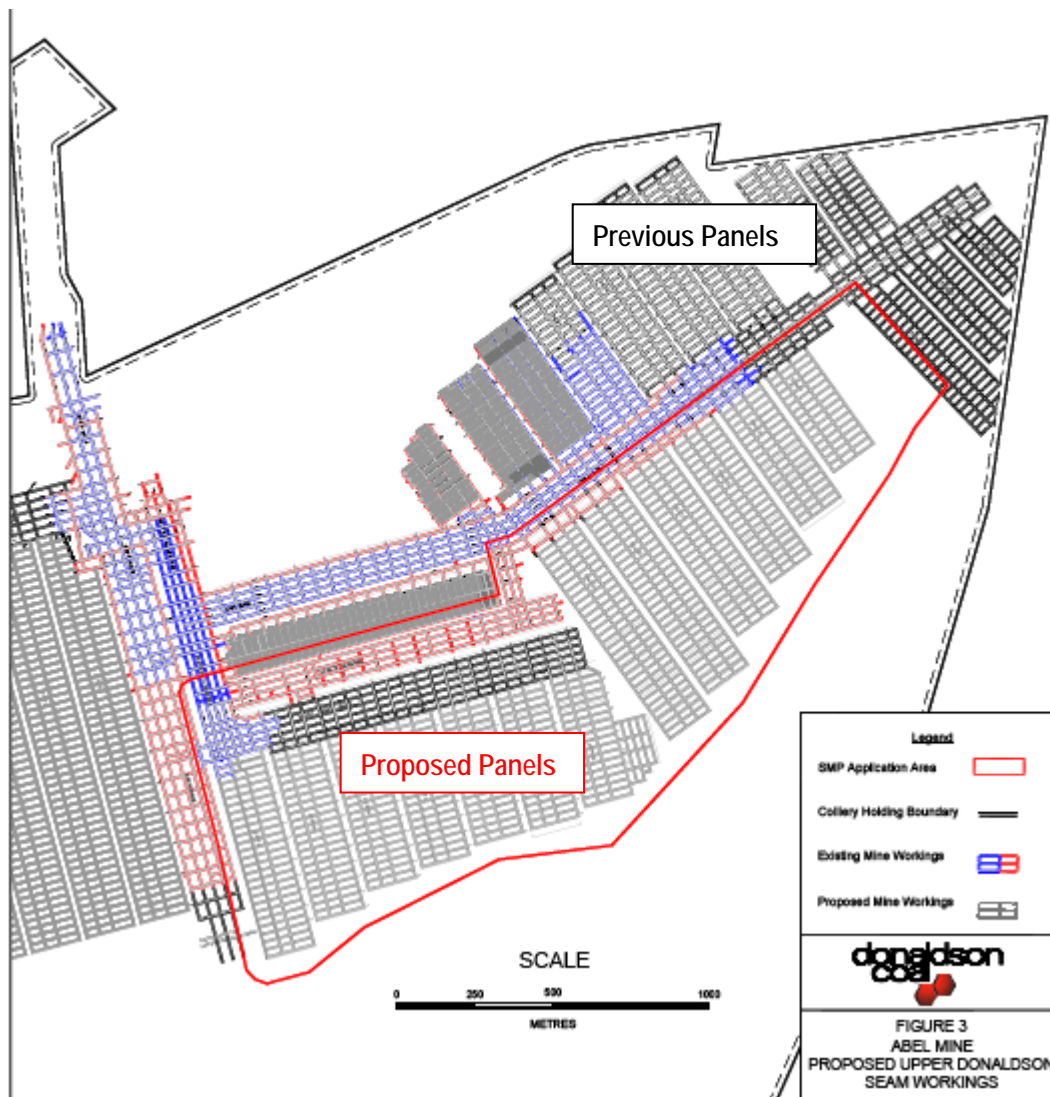 Previous Panels
Proposed Panels
Legend
SMP Application Area
Colliery Holding Boundary
Existing Mine Workings
Proposed Mine Workings
SCALE
0 250 500 1000
METRES
donaldson
coal
FIGURE 3
ABEL MINE
PROPOSED UPPER DONALDSON
SEAM WORKINGS